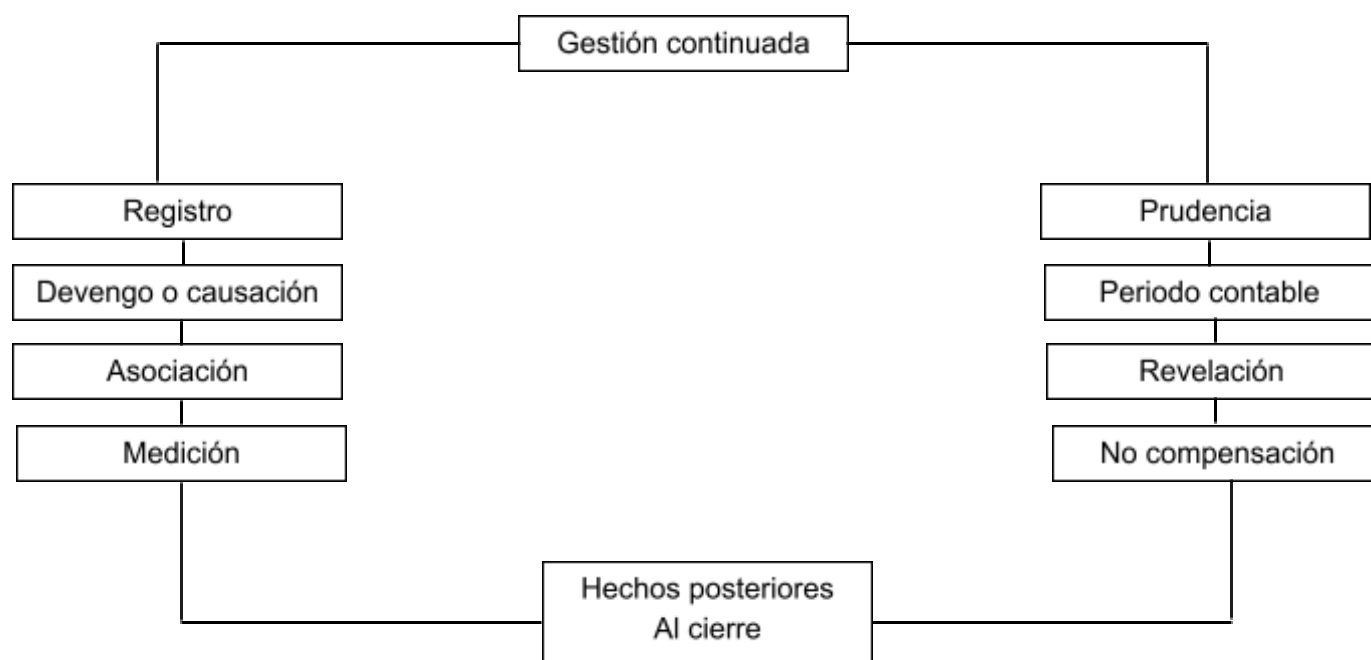 Gestión continuada
Registro
Devengo o causación
Asociación
Medición
Prudencia
Periodo contable
Revelación
No compensación
Hechos posteriores
Al cierre